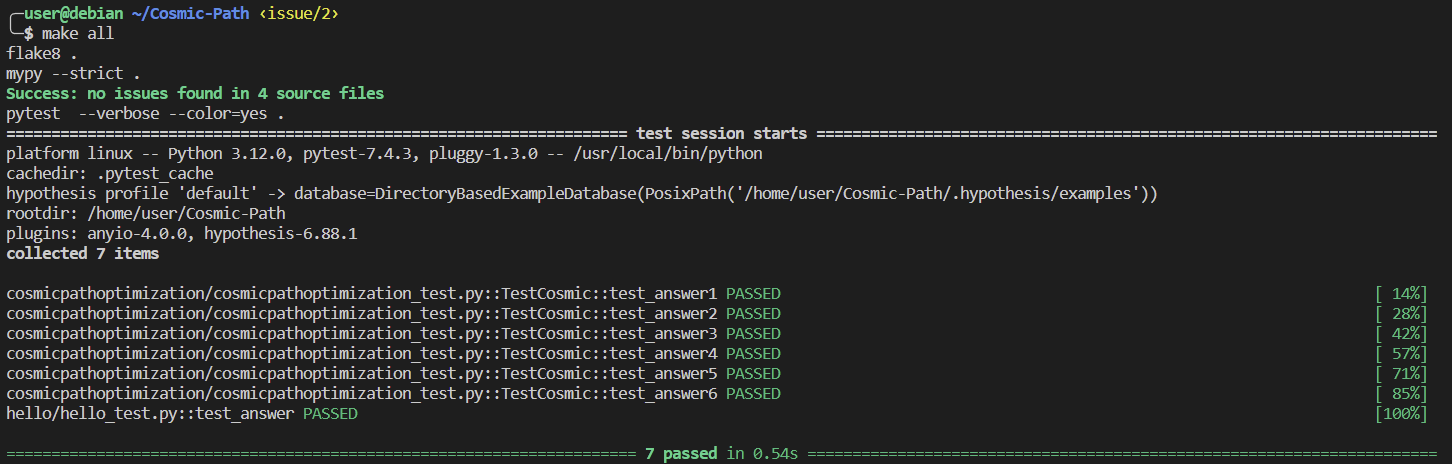 ╭─user@debian ~/Cosmic-Path ‹issue/2›
╰─$ make all
flake8 .
mypy --strict .
Success: no issues found in 4 source files
pytest  --verbose --color=yes .
===================================================================== test session starts =====================================================================
platform linux -- Python 3.12.0, pytest-7.4.3, pluggy-1.3.0 -- /usr/local/bin/python
cachedir: .pytest_cache
hypothesis profile 'default' -> database=DirectoryBasedExampleDatabase(PosixPath('/home/user/Cosmic-Path/.hypothesis/examples'))
rootdir: /home/user/Cosmic-Path
plugins: anyio-4.0.0, hypothesis-6.88.1
collected 7 items
cosmicpathoptimization/cosmicpathoptimization_test.py::TestCosmic::test_answer1 PASSED [ 14%]
cosmicpathoptimization/cosmicpathoptimization_test.py::TestCosmic::test_answer2 PASSED [ 28%]
cosmicpathoptimization/cosmicpathoptimization_test.py::TestCosmic::test_answer3 PASSED [ 42%]
cosmicpathoptimization/cosmicpathoptimization_test.py::TestCosmic::test_answer4 PASSED [ 57%]
cosmicpathoptimization/cosmicpathoptimization_test.py::TestCosmic::test_answer5 PASSED [ 71%]
cosmicpathoptimization/cosmicpathoptimization_test.py::TestCosmic::test_answer6 PASSED [ 85%]
hello/hello_test.py::test_answer PASSED [100%]
====================================================================== 7 passed in 0.54s ======================================================================